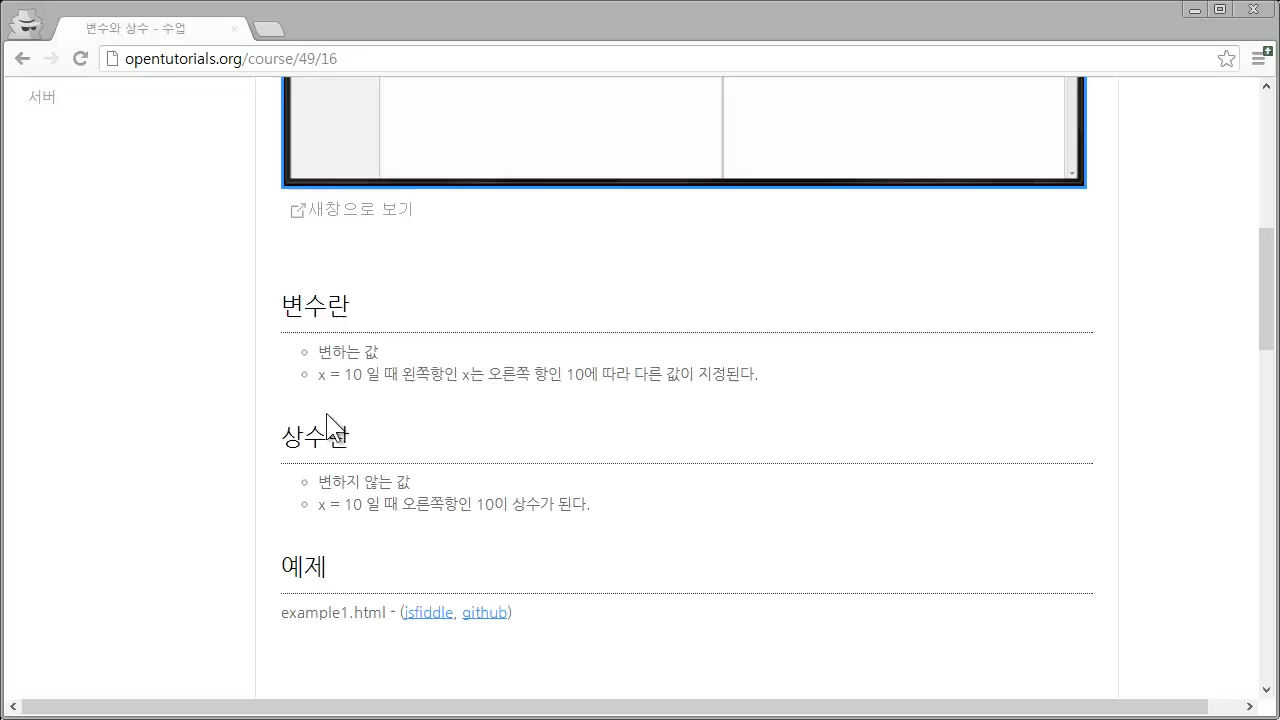 변수와 상수 - 수업
opentutorials.org/course/49/16
서버
새창으로 보기
변수란
변하는 값
x = 10 일 때 왼쪽항인 x는 오른쪽 항인 10에 따라 다른 값이 지정된다.
상수란
변하지 않는 값
x = 10 일 때 오른쪽항인 10이 상수가 된다.
예제
example1.html - (jsfiddle, github)